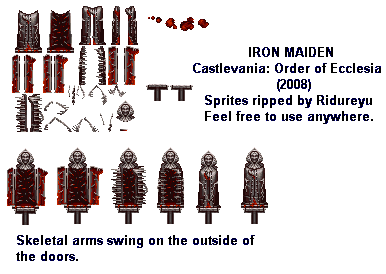 IRON MAIDEN
Castlevania: Order of Ecclesia
(2008)
Sprites ripped by Ridureyu
Feel free to use anywhere.
Skeletal arms swing on the outside of
the doors.